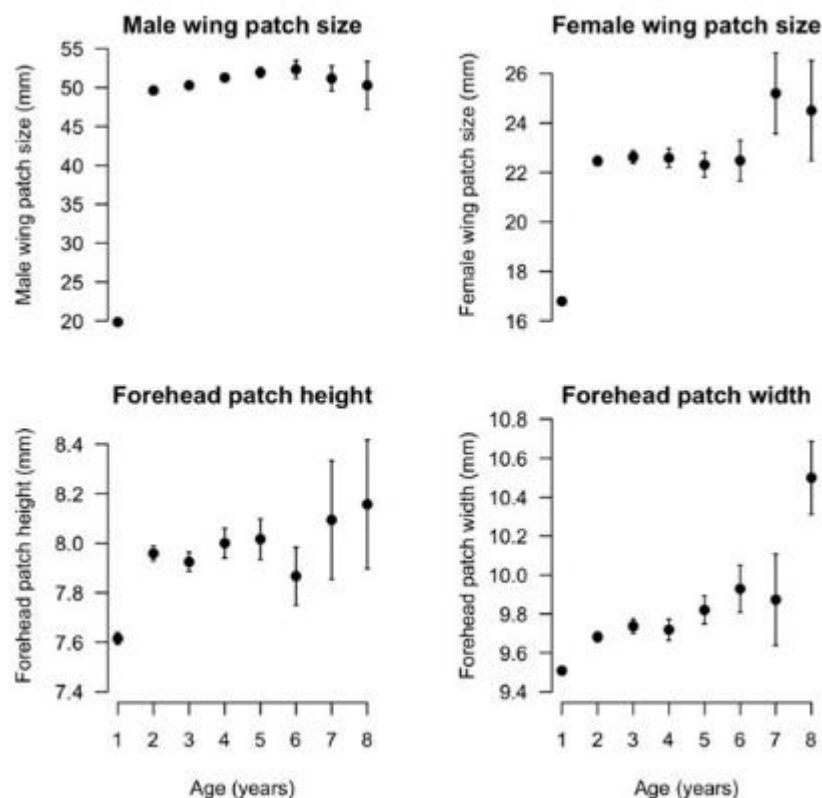 Male wing patch size
Male wing patch size (mm)
55
50
45
40
35
30
25
20
Female wing patch size
Female wing patch size (mm)
26
24
22
20
18
16
Forehead patch height
Forehead patch height (mm)
8.4
8.2
8.0
7.8
7.6
7.4
1 2 3 4 5 6 7 8
Age (years)
Forehead patch width
Forehead patch width (mm)
10.8
10.6
10.4
10.2
10.0
9.8
9.6
9.4
1 2 3 4 5 6 7 8
Age (years)